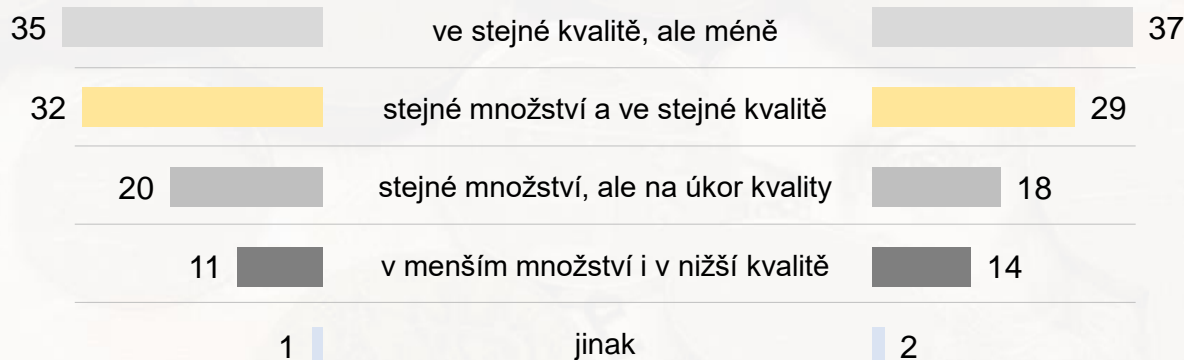 35 ve stejné kvalitě, ale méně 37
32 stejné množství a ve stejné kvalitě 29
20 stejné množství, ale na úkor kvality 18
11 v menším množství i v nižší kvalitě 14
1 jinak 2